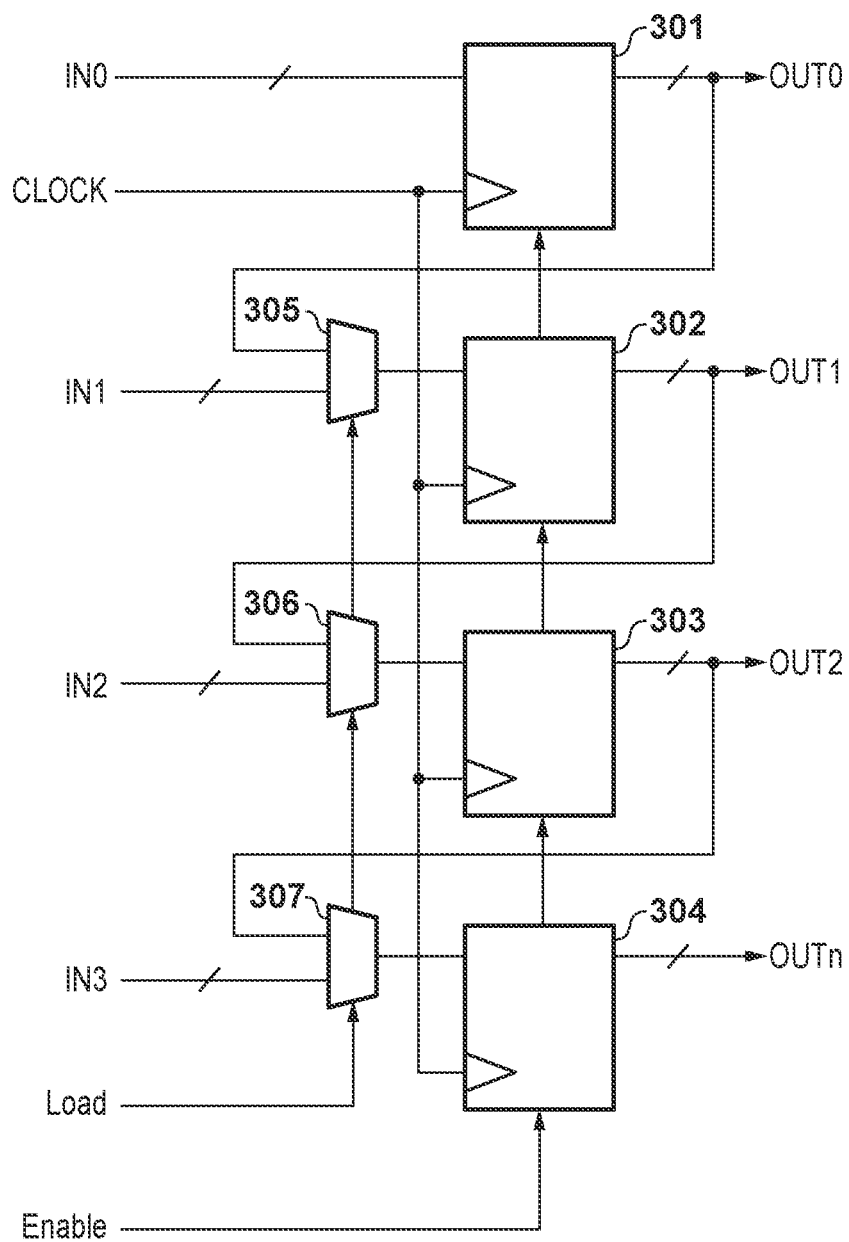 301
IN0
OUT0
CLOCK
305
302
IN1
OUT1
306
303
IN2
OUT2
307
304
IN3
OUTn
Load
Enable